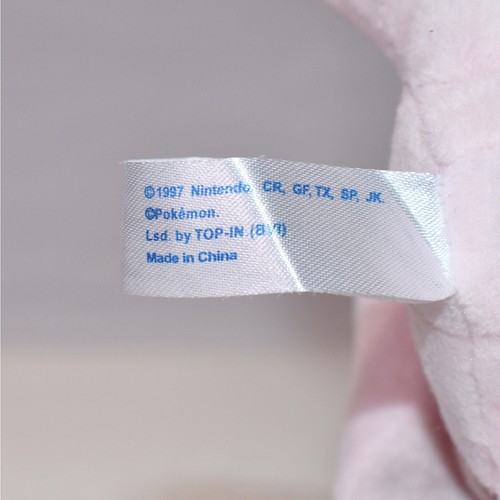 ©1997 Nintendo, CR, GF, TX, SP, JK.
©Pokémon.
Lsd. by TOP-IN (BVI)
Made in China